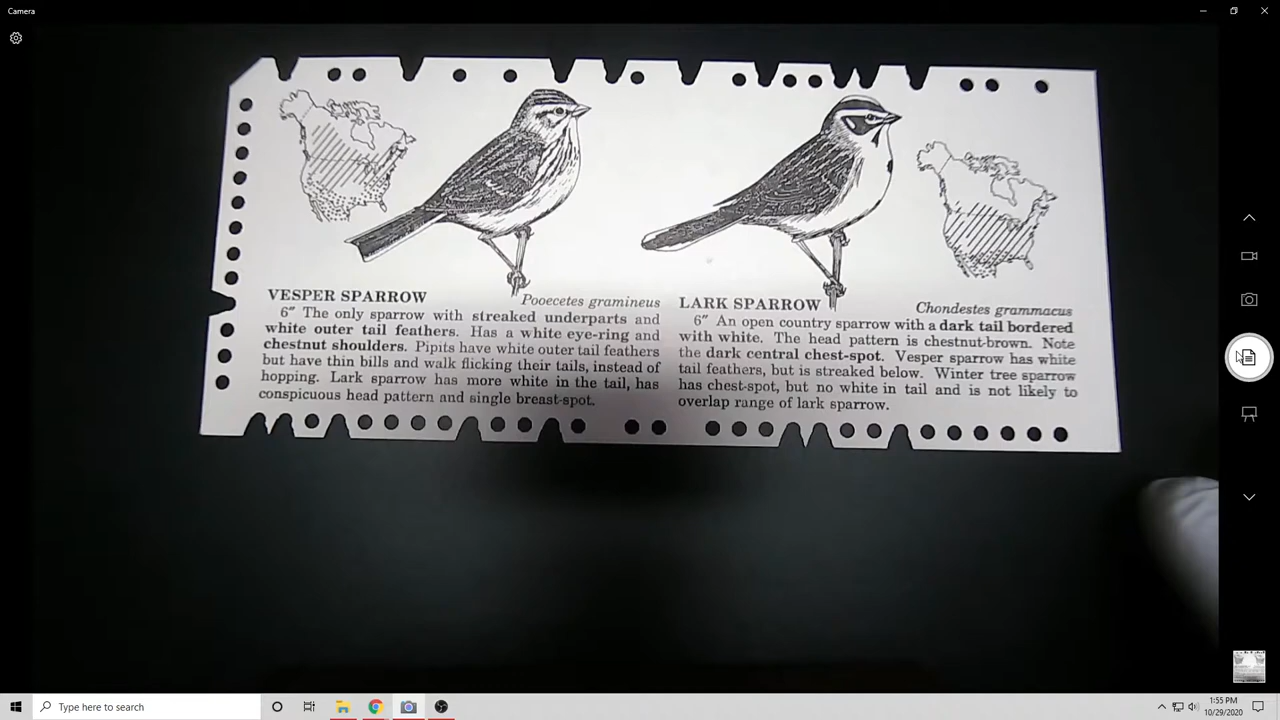 Camera
VESPER SPARROW
Pooecetes gramineus
6" The only sparrow with streaked underparts and
white outer tail feathers. Has a white eye-ring and
chestnut shoulders. Pipits have white outer tail feathers
but have thin bills and walk flicking their tails, instead of
hopping. Lark sparrow has more white in the tail, has
conspicuous head pattern and single breast-spot.
LARK SPARROW
Chondestes grammacus
6" An open country sparrow with a dark tail bordered
with white. The head pattern is chestnut-brown. Note
the dark central chest-spot. Vesper sparrow has white
tail feathers, but is streaked below. Winter tree sparrow
has chest-spot, but no white in tail and is not likely to
overlap range of lark sparrow.
Type here to search
1:55 PM
10/29/2020